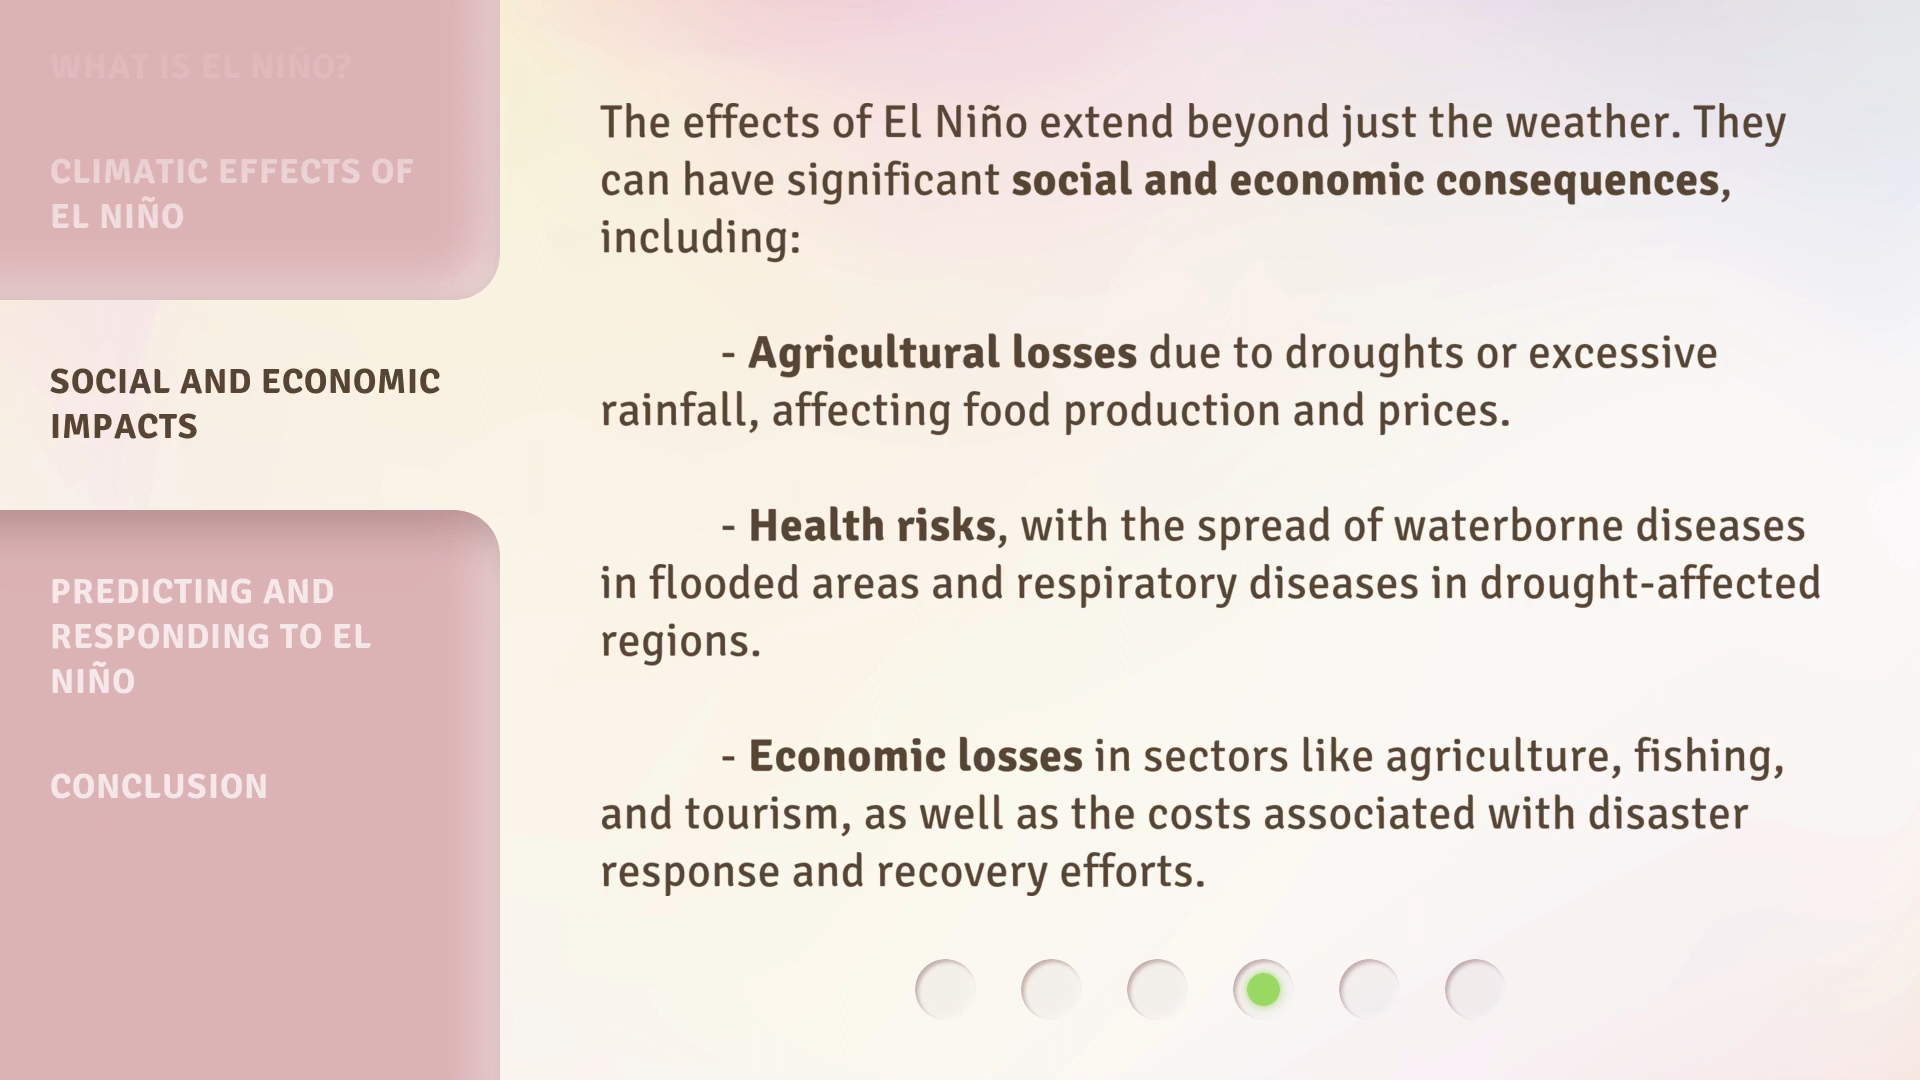 WHAT IS EL NIÑO?
CLIMATIC EFFECTS OF
EL NIÑO
SOCIAL AND ECONOMIC
IMPACTS
PREDICTING AND
RESPONDING TO EL
NIÑO
CONCLUSION
The effects of El Niño extend beyond just the weather. They
can have significant social and economic consequences,
including:
- Agricultural losses due to droughts or excessive
rainfall, affecting food production and prices.
- Health risks, with the spread of waterborne diseases
in flooded areas and respiratory diseases in drought-affected
regions.
- Economic losses in sectors like agriculture, fishing,
and tourism, as well as the costs associated with disaster
response and recovery efforts.